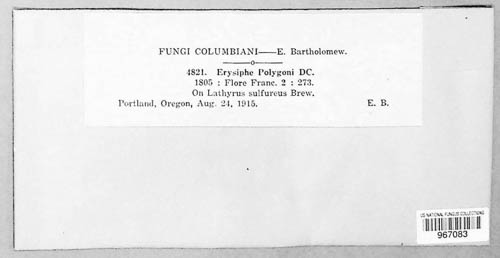 FUNGI COLUMBIANI——E. Bartholomew.
4821. Erysiphe Polygoni DC.
1805 : Flore Franc. 2 : 273.
On Lathyrus sulfureus Brew.
Portland, Oregon, Aug. 24, 1915. E. B.
US NATIONAL FUNGUS COLLECTIONS
967083